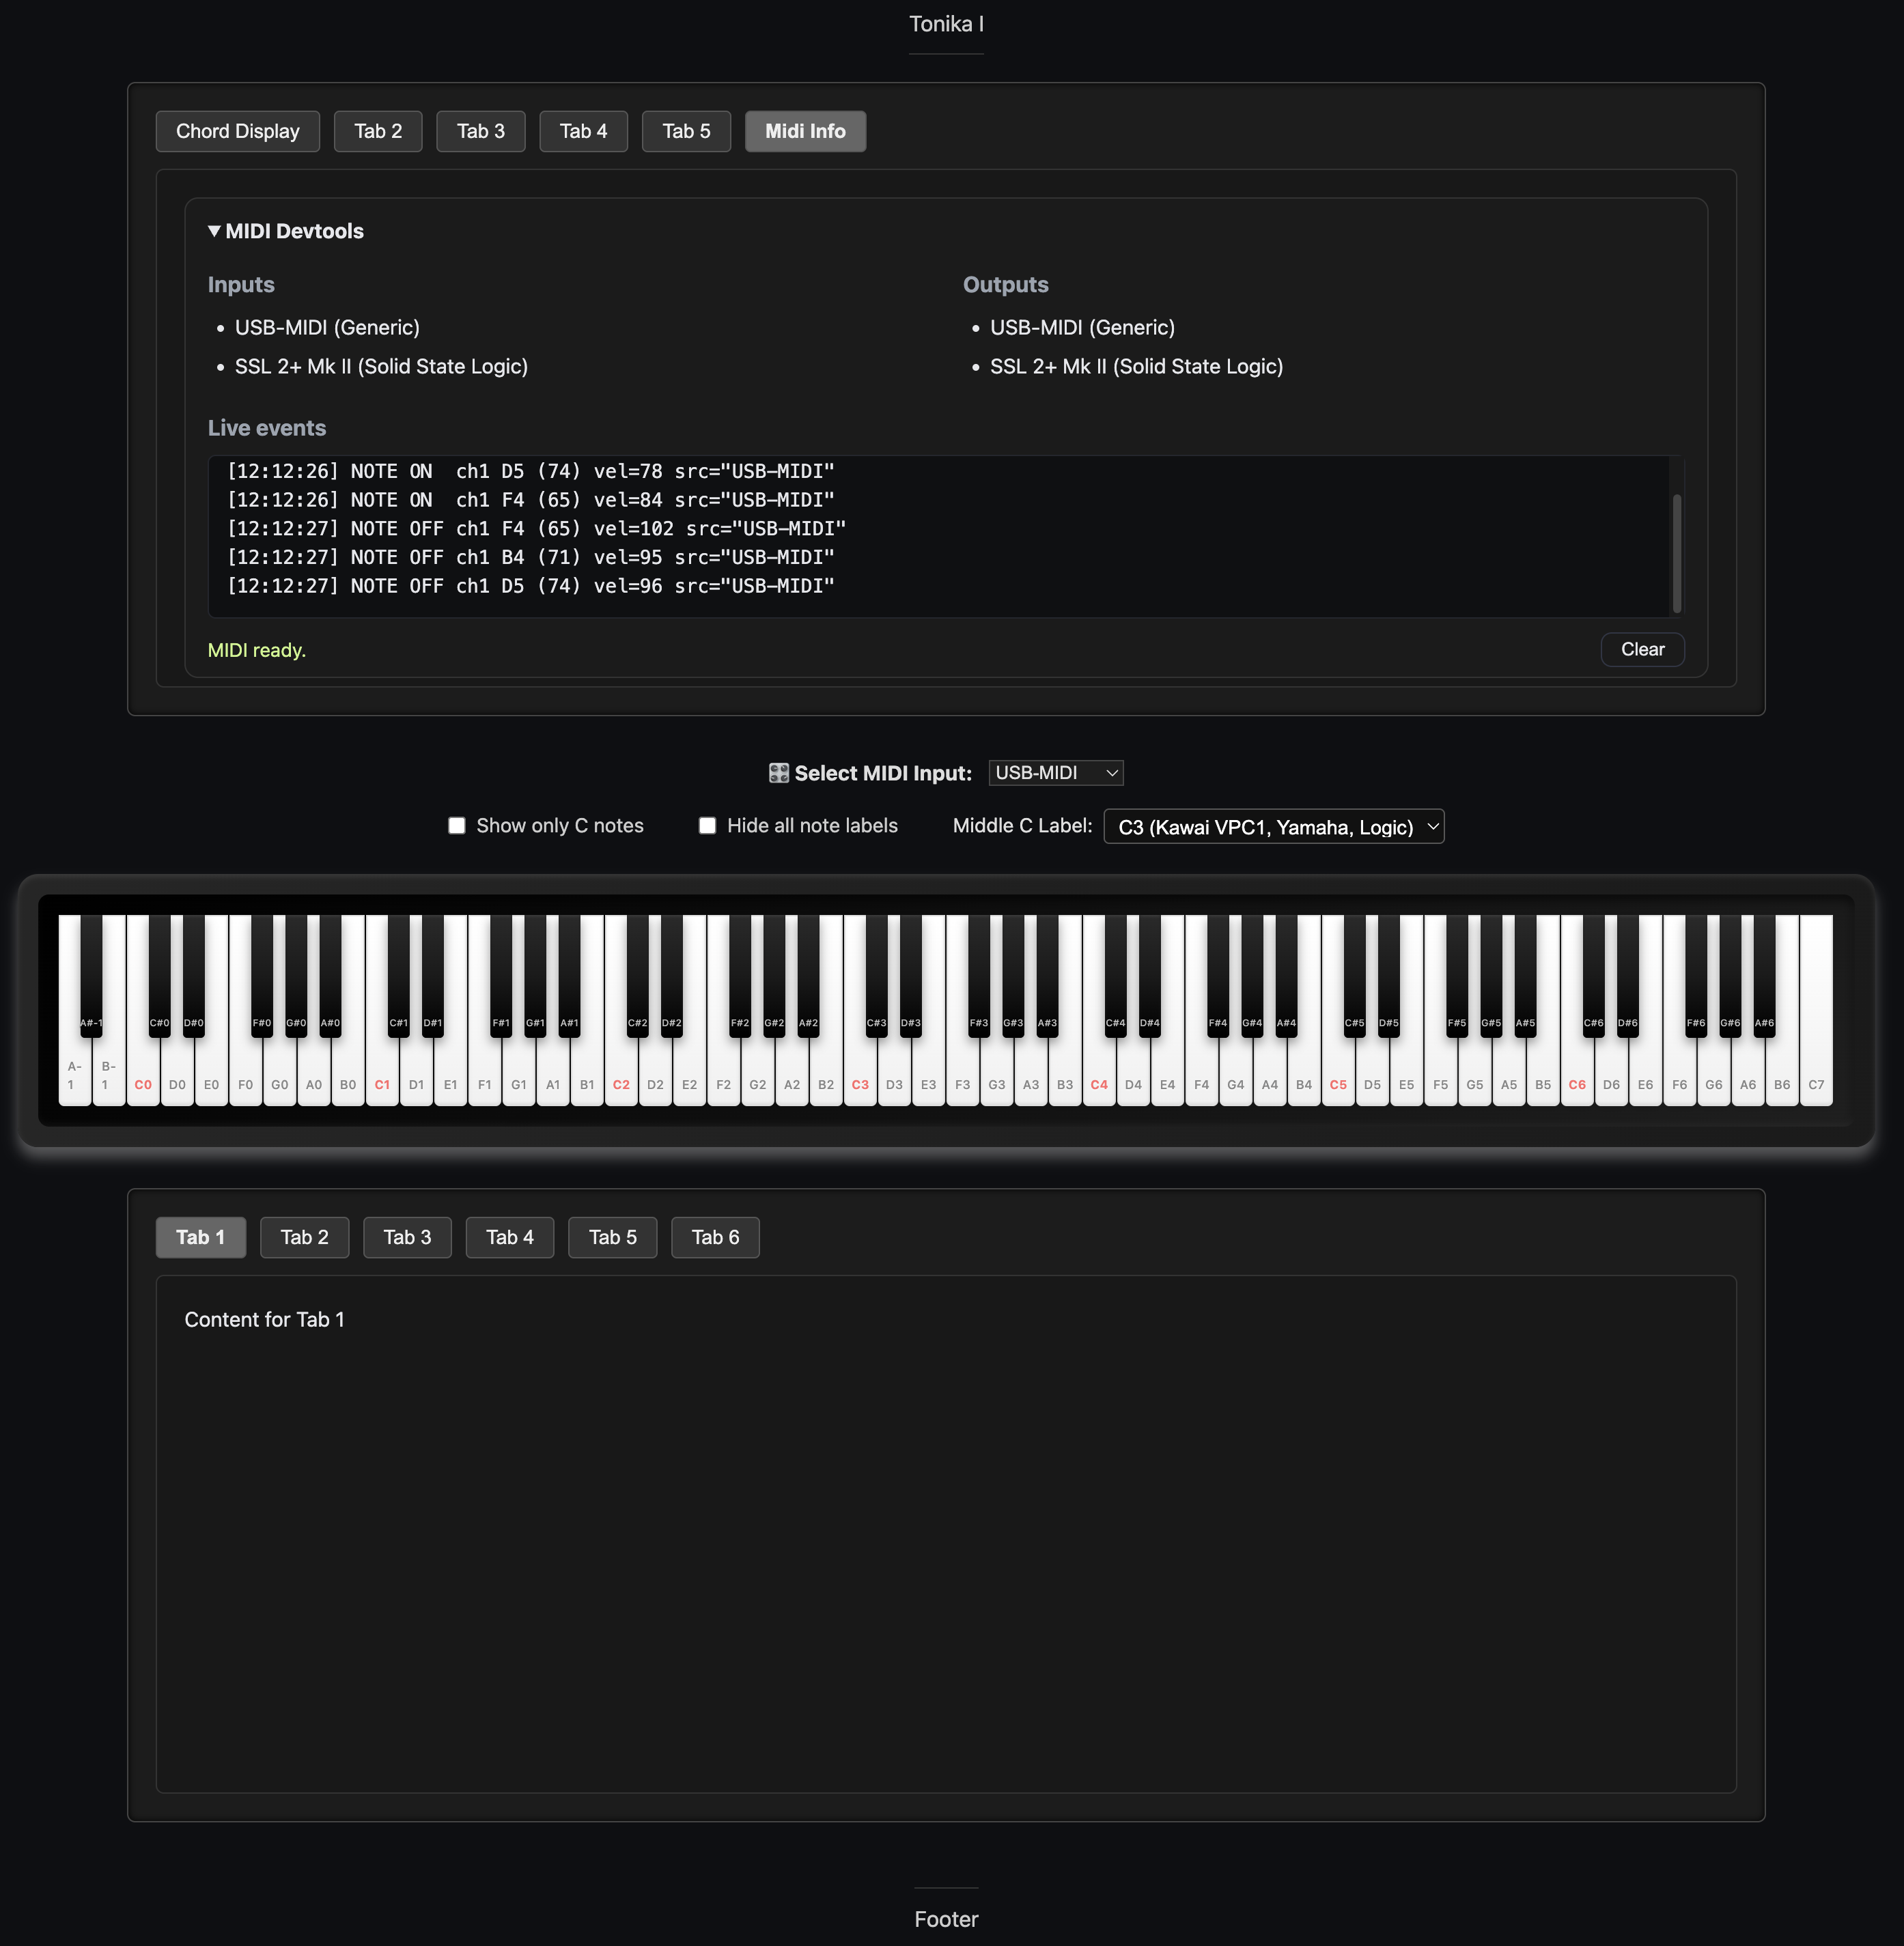 Tonika I
Chord Display Tab 2 Tab 3 Tab 4 Tab 5 Midi Info
▼ MIDI Devtools
Inputs
• USB-MIDI (Generic)
• SSL 2+ Mk II (Solid State Logic)
Outputs
• USB-MIDI (Generic)
• SSL 2+ Mk II (Solid State Logic)
Live events
[12:12:26] NOTE ON  ch1 D5 (74) vel=78 src="USB-MIDI"
[12:12:26] NOTE ON  ch1 F4 (65) vel=84 src="USB-MIDI"
[12:12:27] NOTE OFF ch1 F4 (65) vel=102 src="USB-MIDI"
[12:12:27] NOTE OFF ch1 B4 (71) vel=95 src="USB-MIDI"
[12:12:27] NOTE OFF ch1 D5 (74) vel=96 src="USB-MIDI"
MIDI ready. Clear
🎛️ Select MIDI Input: USB-MIDI
Show only C notes Hide all note labels Middle C Label: C3 (Kawai VPC1, Yamaha, Logic)
A#-1 C#0 D#0 F#0 G#0 A#0 C#1 D#1 F#1 G#1 A#1 C#2 D#2 F#2 G#2 A#2 C#3 D#3 F#3 G#3 A#3 C#4 D#4 F#4 G#4 A#4 C#5 D#5 F#5 G#5 A#5 C#6 D#6 F#6 G#6 A#6
A- B-
1 1 C0 D0 E0 F0 G0 A0 B0 C1 D1 E1 F1 G1 A1 B1 C2 D2 E2 F2 G2 A2 B2 C3 D3 E3 F3 G3 A3 B3 C4 D4 E4 F4 G4 A4 B4 C5 D5 E5 F5 G5 A5 B5 C6 D6 E6 F6 G6 A6 B6 C7
Tab 1 Tab 2 Tab 3 Tab 4 Tab 5 Tab 6
Content for Tab 1
Footer